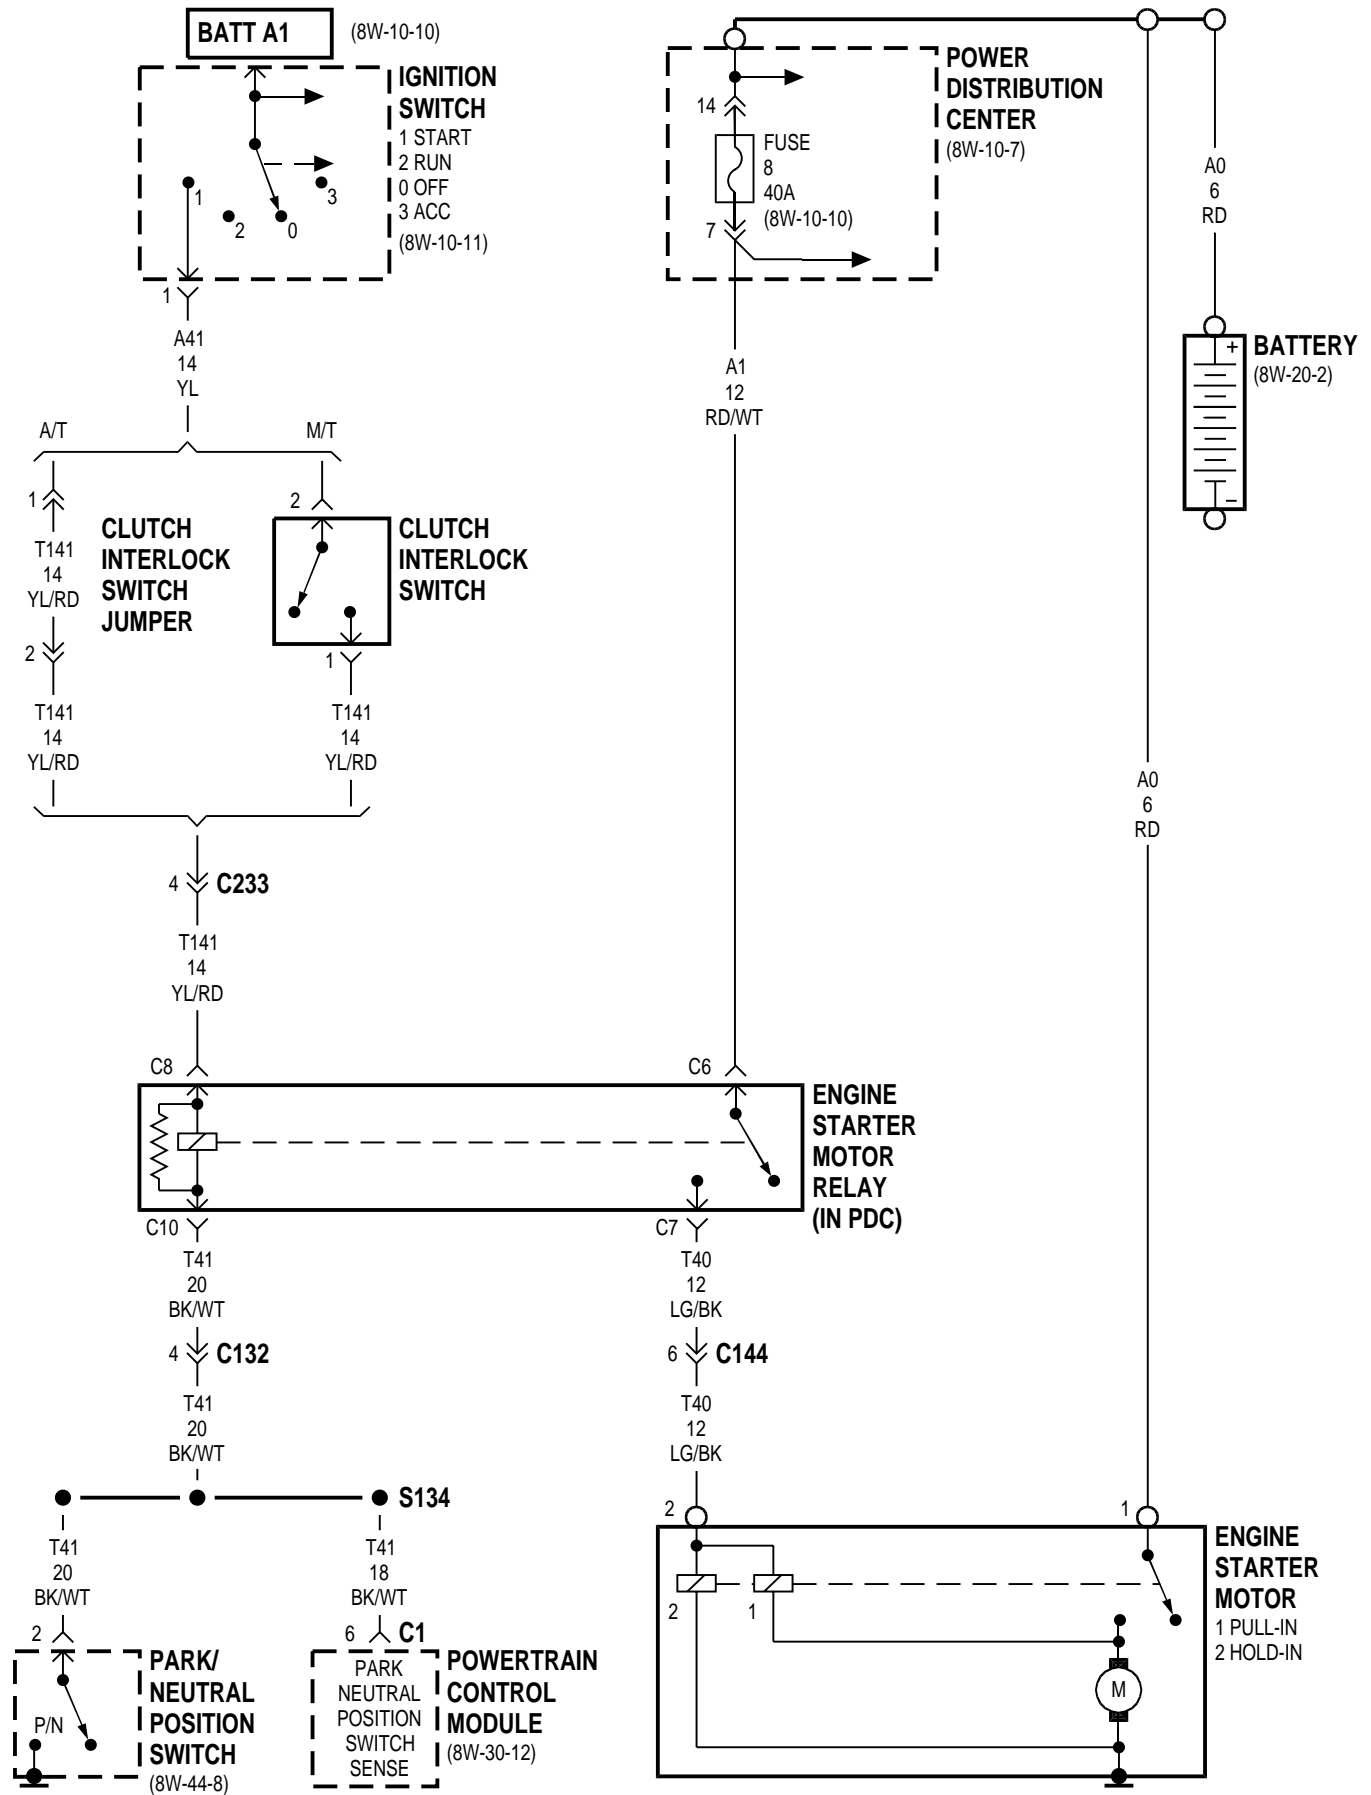 BATT A1
(8W-10-10)
IGNITION
SWITCH
1 START
2 RUN
0 OFF
3 ACC
(8W-10-11)
1
2
0
3
1
A41
14
YL
A/T
M/T
1
T141
14
YL/RD
2
CLUTCH
INTERLOCK
SWITCH
JUMPER
2
CLUTCH
INTERLOCK
SWITCH
1
T141
14
YL/RD
T141
14
YL/RD
4
C233
T141
14
YL/RD
POWER
DISTRIBUTION
CENTER
(8W-10-7)
14
FUSE
8
40A
(8W-10-10)
7
A1
12
RD/WT
A0
6
RD
+
BATTERY
(8W-20-2)
–
A0
6
RD
C8
C6
ENGINE
STARTER
MOTOR
RELAY
(IN PDC)
C10
C7
T41
20
BK/WT
T40
12
LG/BK
4
C132
6
C144
T41
20
BK/WT
T40
12
LG/BK
S134
T41
20
BK/WT
T41
18
BK/WT
2
6
C1
P/N
PARK/
NEUTRAL
POSITION
SWITCH
(8W-44-8)
PARK
NEUTRAL
POSITION
SWITCH
SENSE
POWERTRAIN
CONTROL
MODULE
(8W-30-12)
2
1
2
1
M
ENGINE
STARTER
MOTOR
1 PULL-IN
2 HOLD-IN